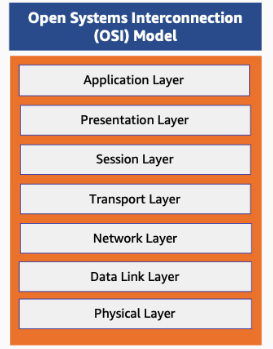 Open Systems Interconnection
(OSI) Model
Application Layer
Presentation Layer
Session Layer
Transport Layer
Network Layer
Data Link Layer
Physical Layer